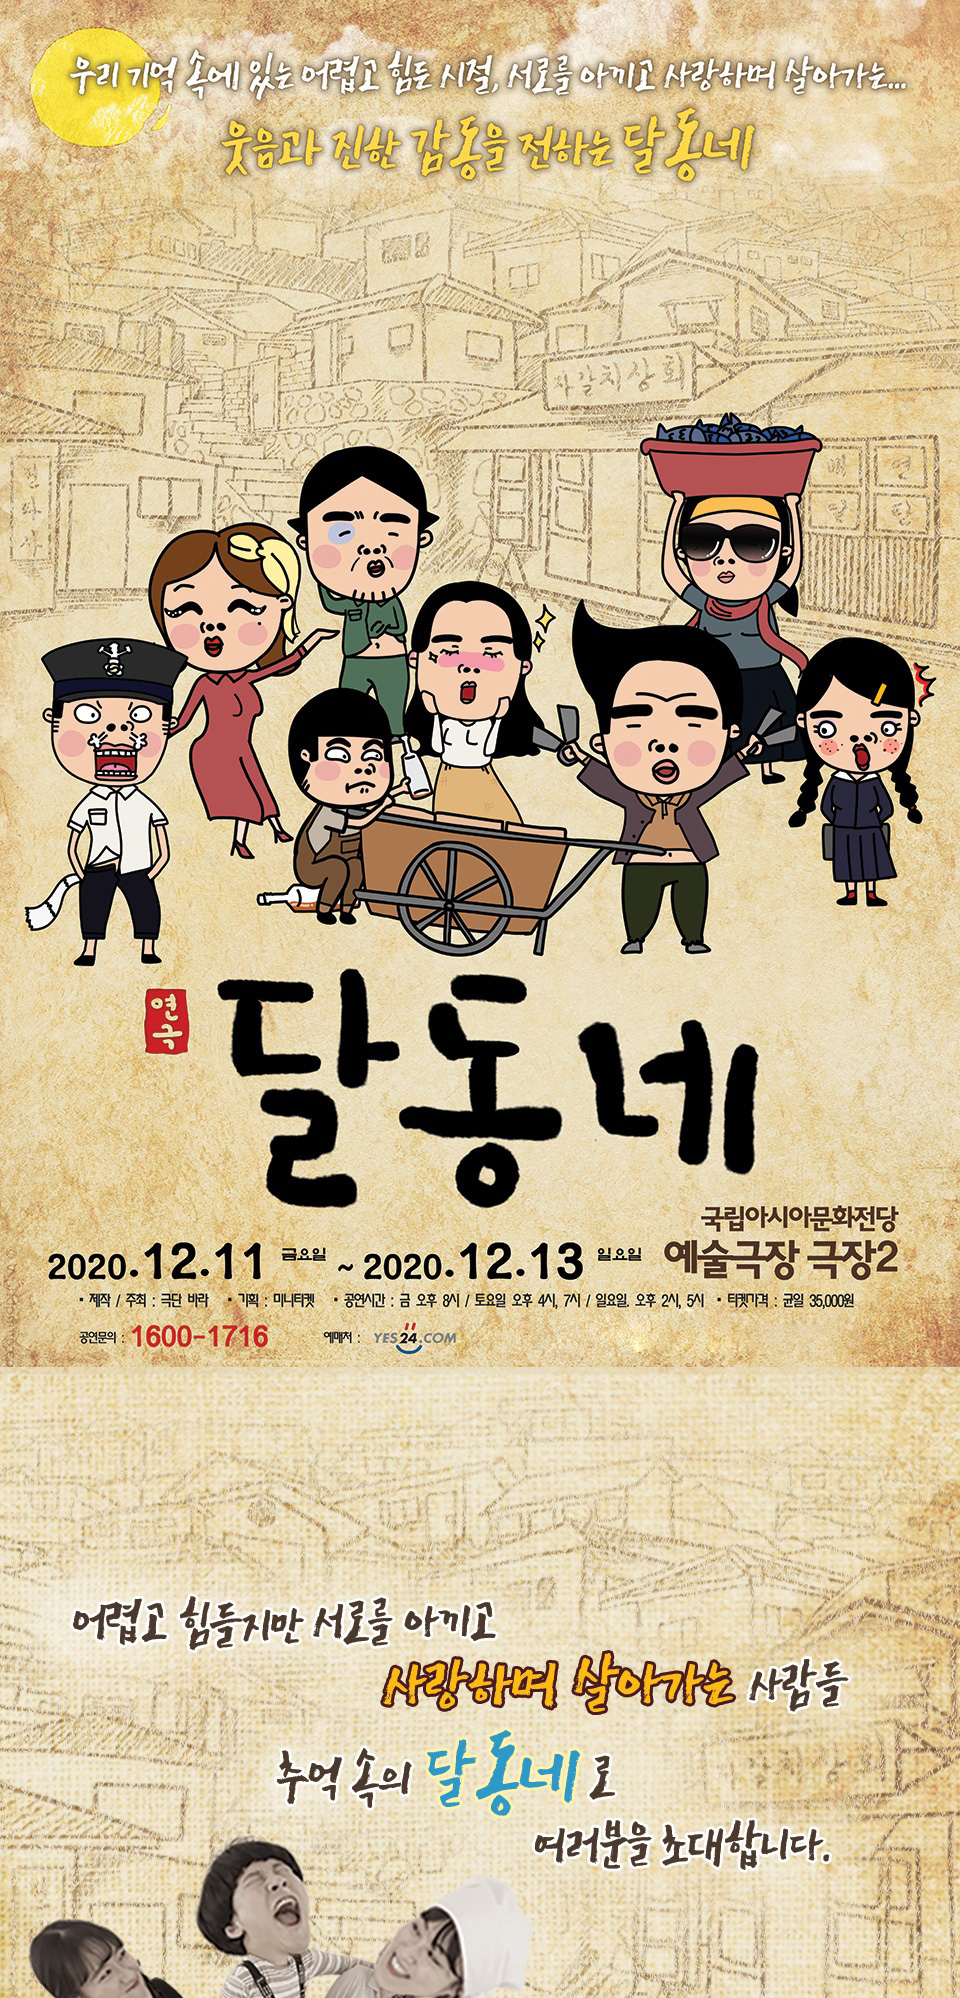 우리 기억 속에 있는 어렵고 힘든 시절, 서로를 아끼고 사랑하며 살아가는...
웃음과 진한 감동을 전하는 달동네
자갈치상회
연극
달동네
국립아시아문화전당
예술극장 극장2
2020.12.11 금요일 ~ 2020.12.13 일요일
• 제작 / 주최 : 극단 바라 • 기획 : 미니티켓 • 공연시간 : 금 오후 8시 / 토요일 오후 4시, 7시 / 일요일. 오후 2시, 5시 • 티켓가격 : 균일 35,000원
공연문의 : 1600-1716 예매처 : YES24.COM
어렵고 힘들지만 서로를 아끼고
사랑하며 살아가는 사람들
추억 속의 달동네로
여러분을 초대합니다.